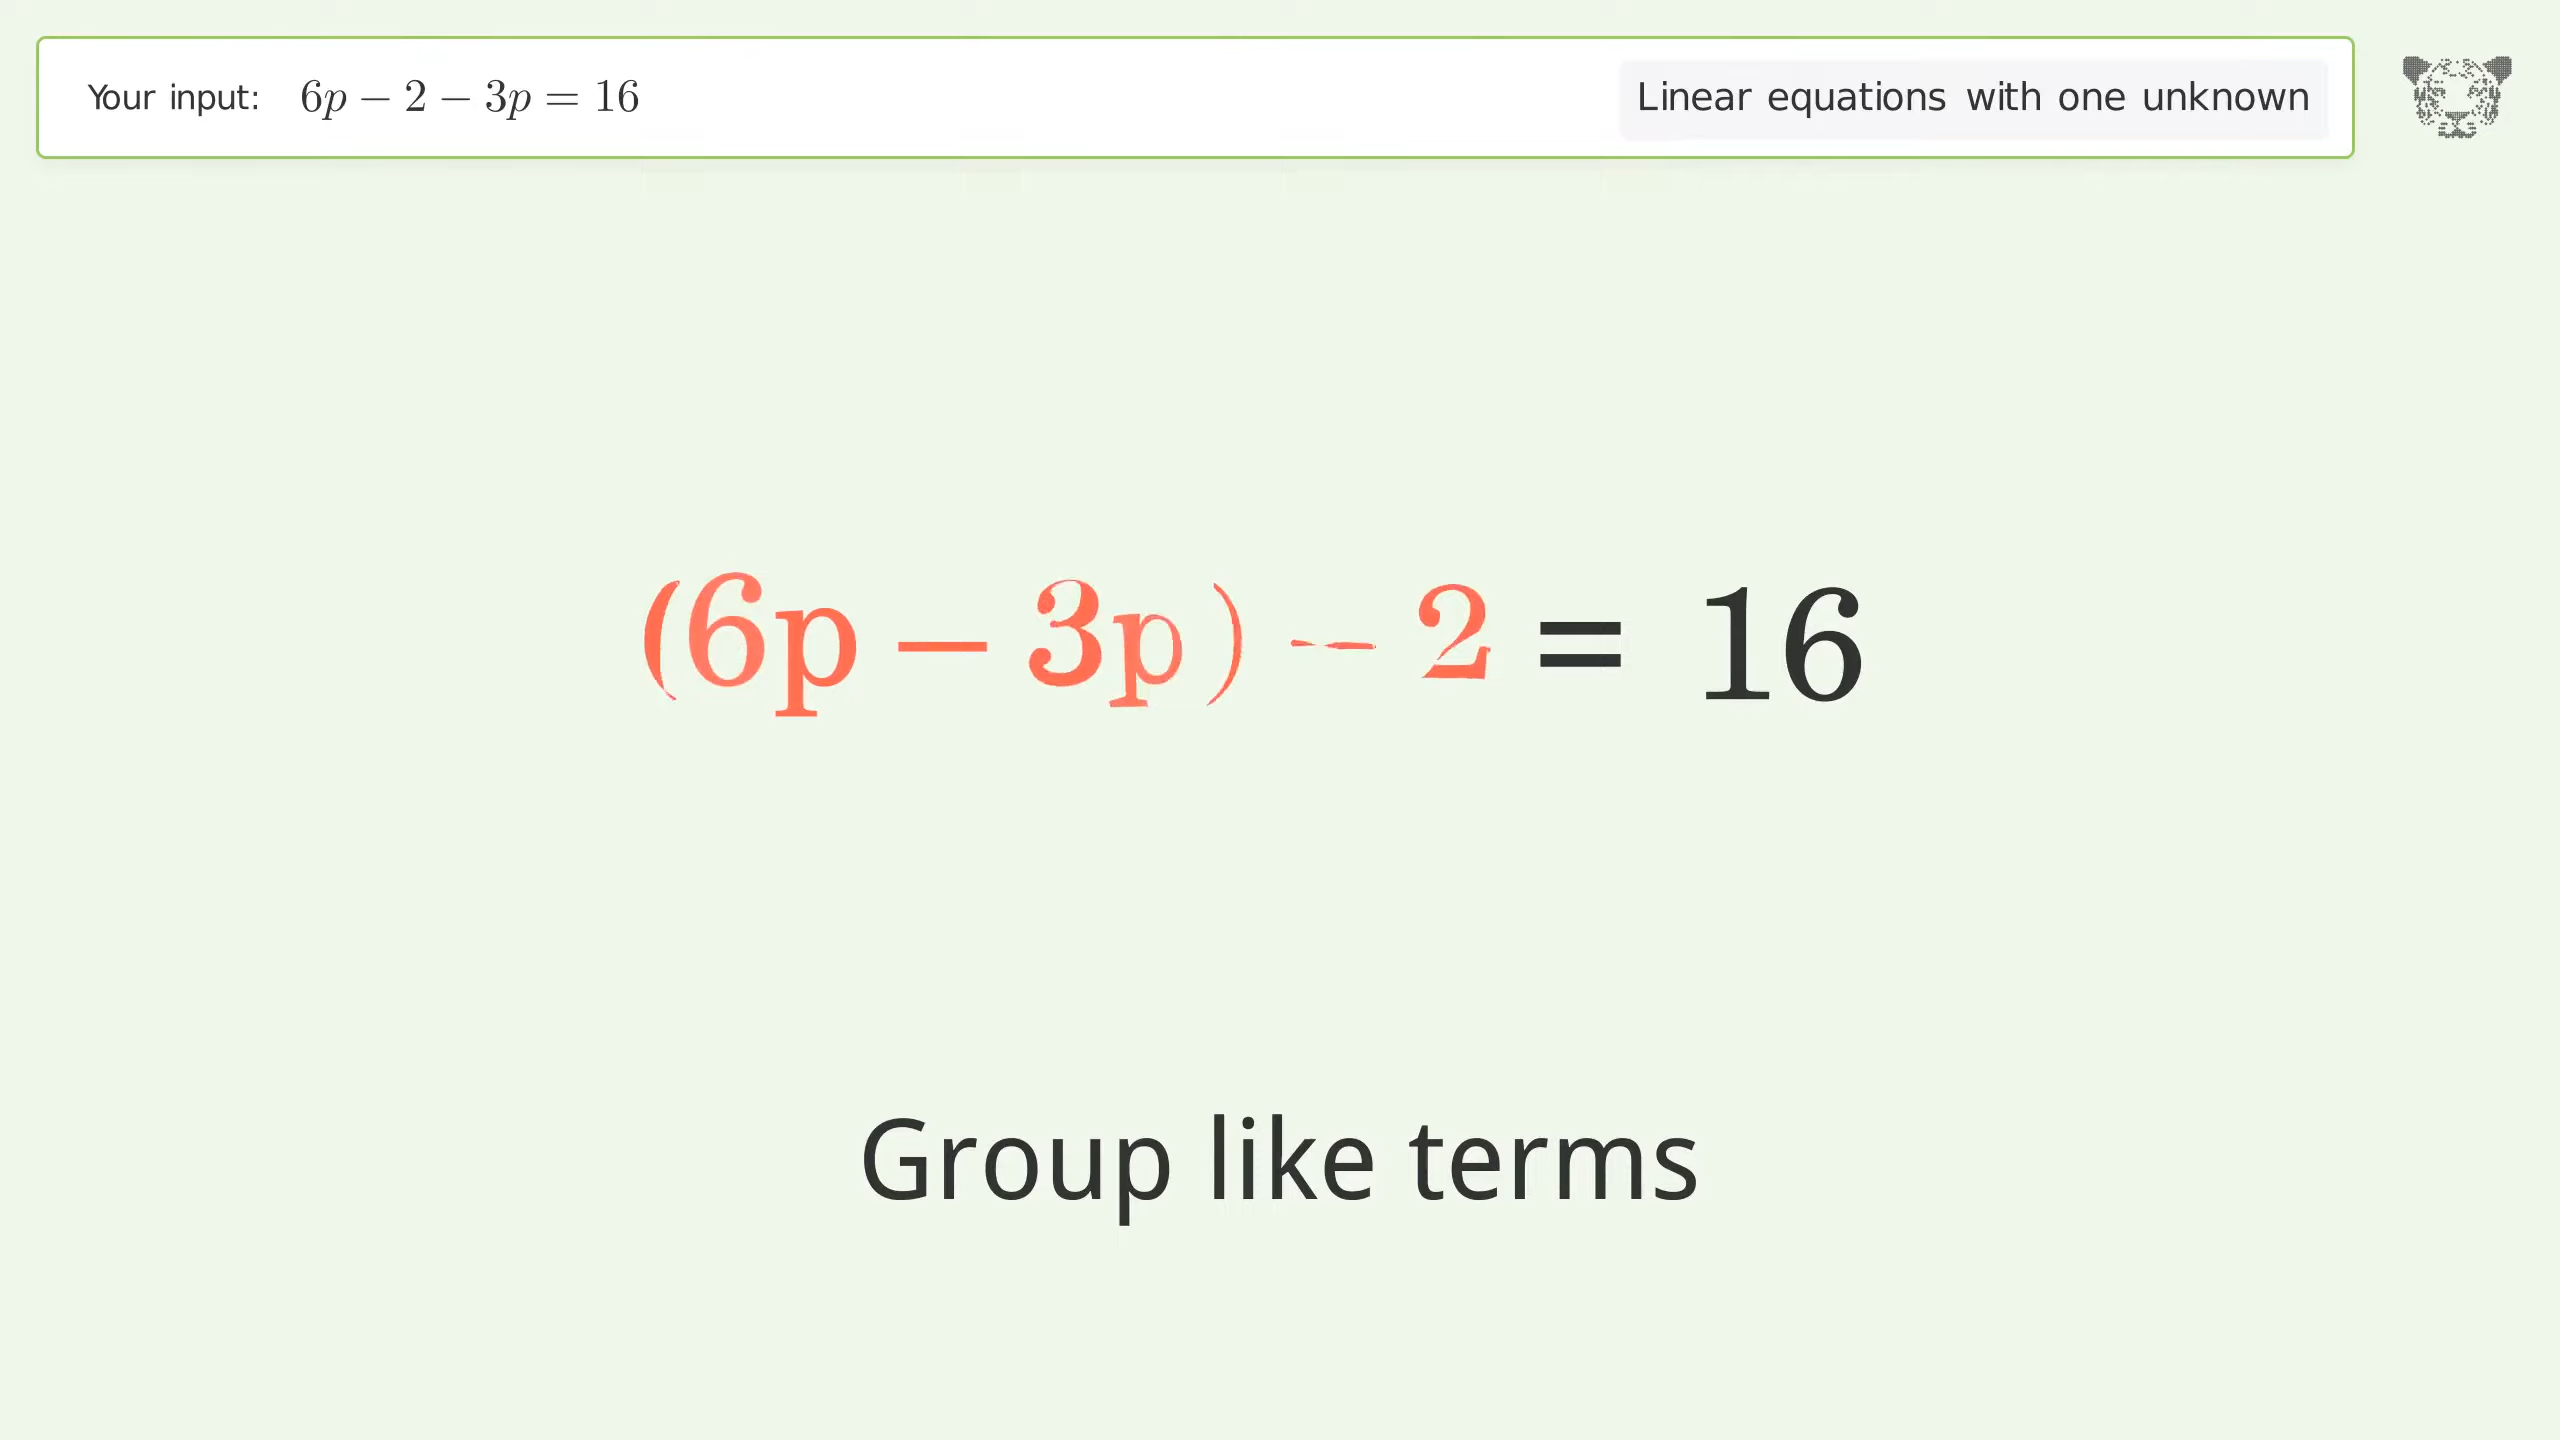 Your input: 6p − 2 − 3p = 16
Linear equations with one unknown
(6p − 3p) − 2 = 16
Group like terms